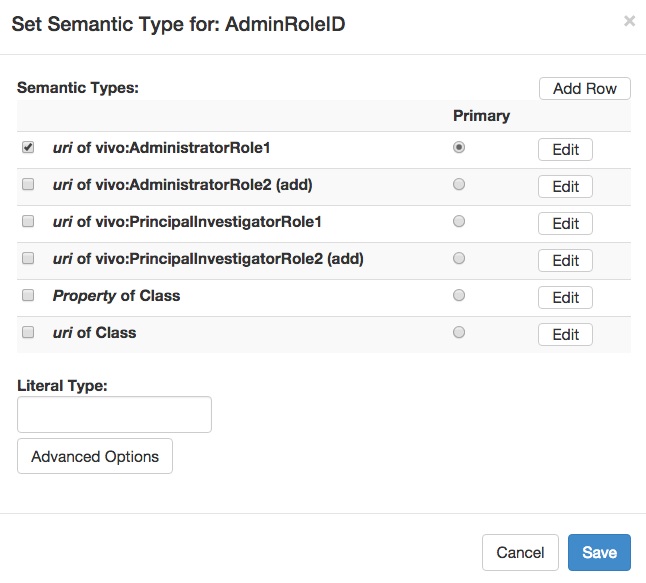 Set Semantic Type for: AdminRoleID ×
Semantic Types: Add Row
Primary
uri of vivo:AdministratorRole1 Edit
uri of vivo:AdministratorRole2 (add) Edit
uri of vivo:PrincipalInvestigatorRole1 Edit
uri of vivo:PrincipalInvestigatorRole2 (add) Edit
Property of Class Edit
uri of Class Edit
Literal Type:
Advanced Options
Cancel Save